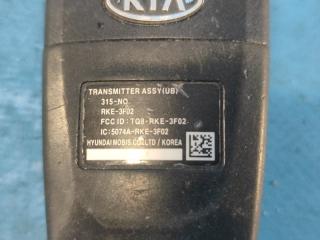 KIA
TRANSMITTER ASSY(UB)
315-NO
RKE-3F02
FCC ID: TQ8-RKE-3F02
IC:5074A-RKE-3F02
HYUNDAI MOBIS CO.,LTD / KOREA